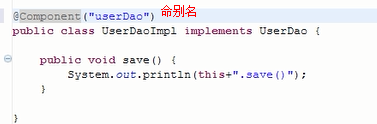 @Component("userDao") 命别名
public class UserDaoImpl implements UserDao {
public void save() {
System.out.println(this+".save()");
}
}